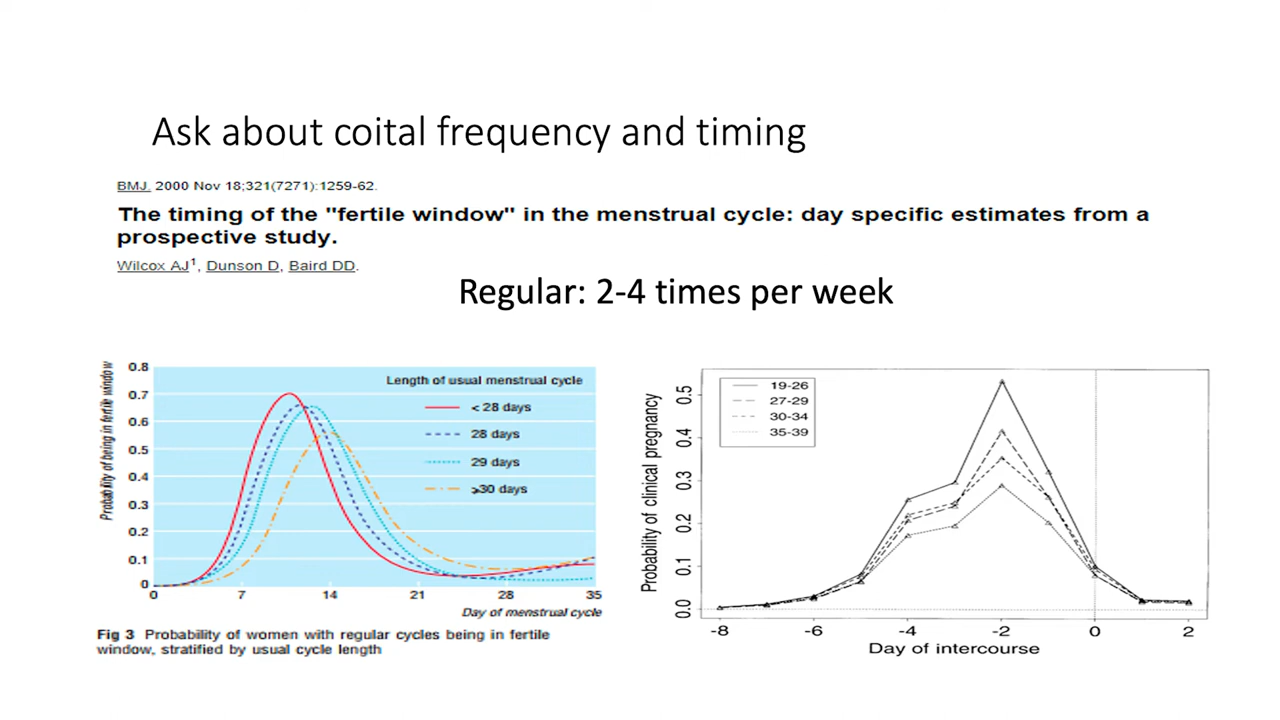 Ask about coital frequency and timing
BMJ. 2000 Nov 18;321(7271):1259-62.
The timing of the "fertile window" in the menstrual cycle: day specific estimates from a
prospective study.
Wilcox AJ1, Dunson D, Baird DD.
Regular: 2-4 times per week
Probability of being in fertile window
0.8
0.7
0.6
0.5
0.4
0.3
0.2
0.1
0
0 7 14 21 28 35
Day of menstrual cycle
Length of usual menstrual cycle
< 28 days
28 days
29 days
⩾30 days
Fig 3 Probability of women with regular cycles being in fertile
window, stratified by usual cycle length
Probability of clinical pregnancy
0.5
0.4
0.3
0.2
0.1
0.0
19-26
27-29
30-34
35-39
-8 -6 -4 -2 0 2
Day of intercourse